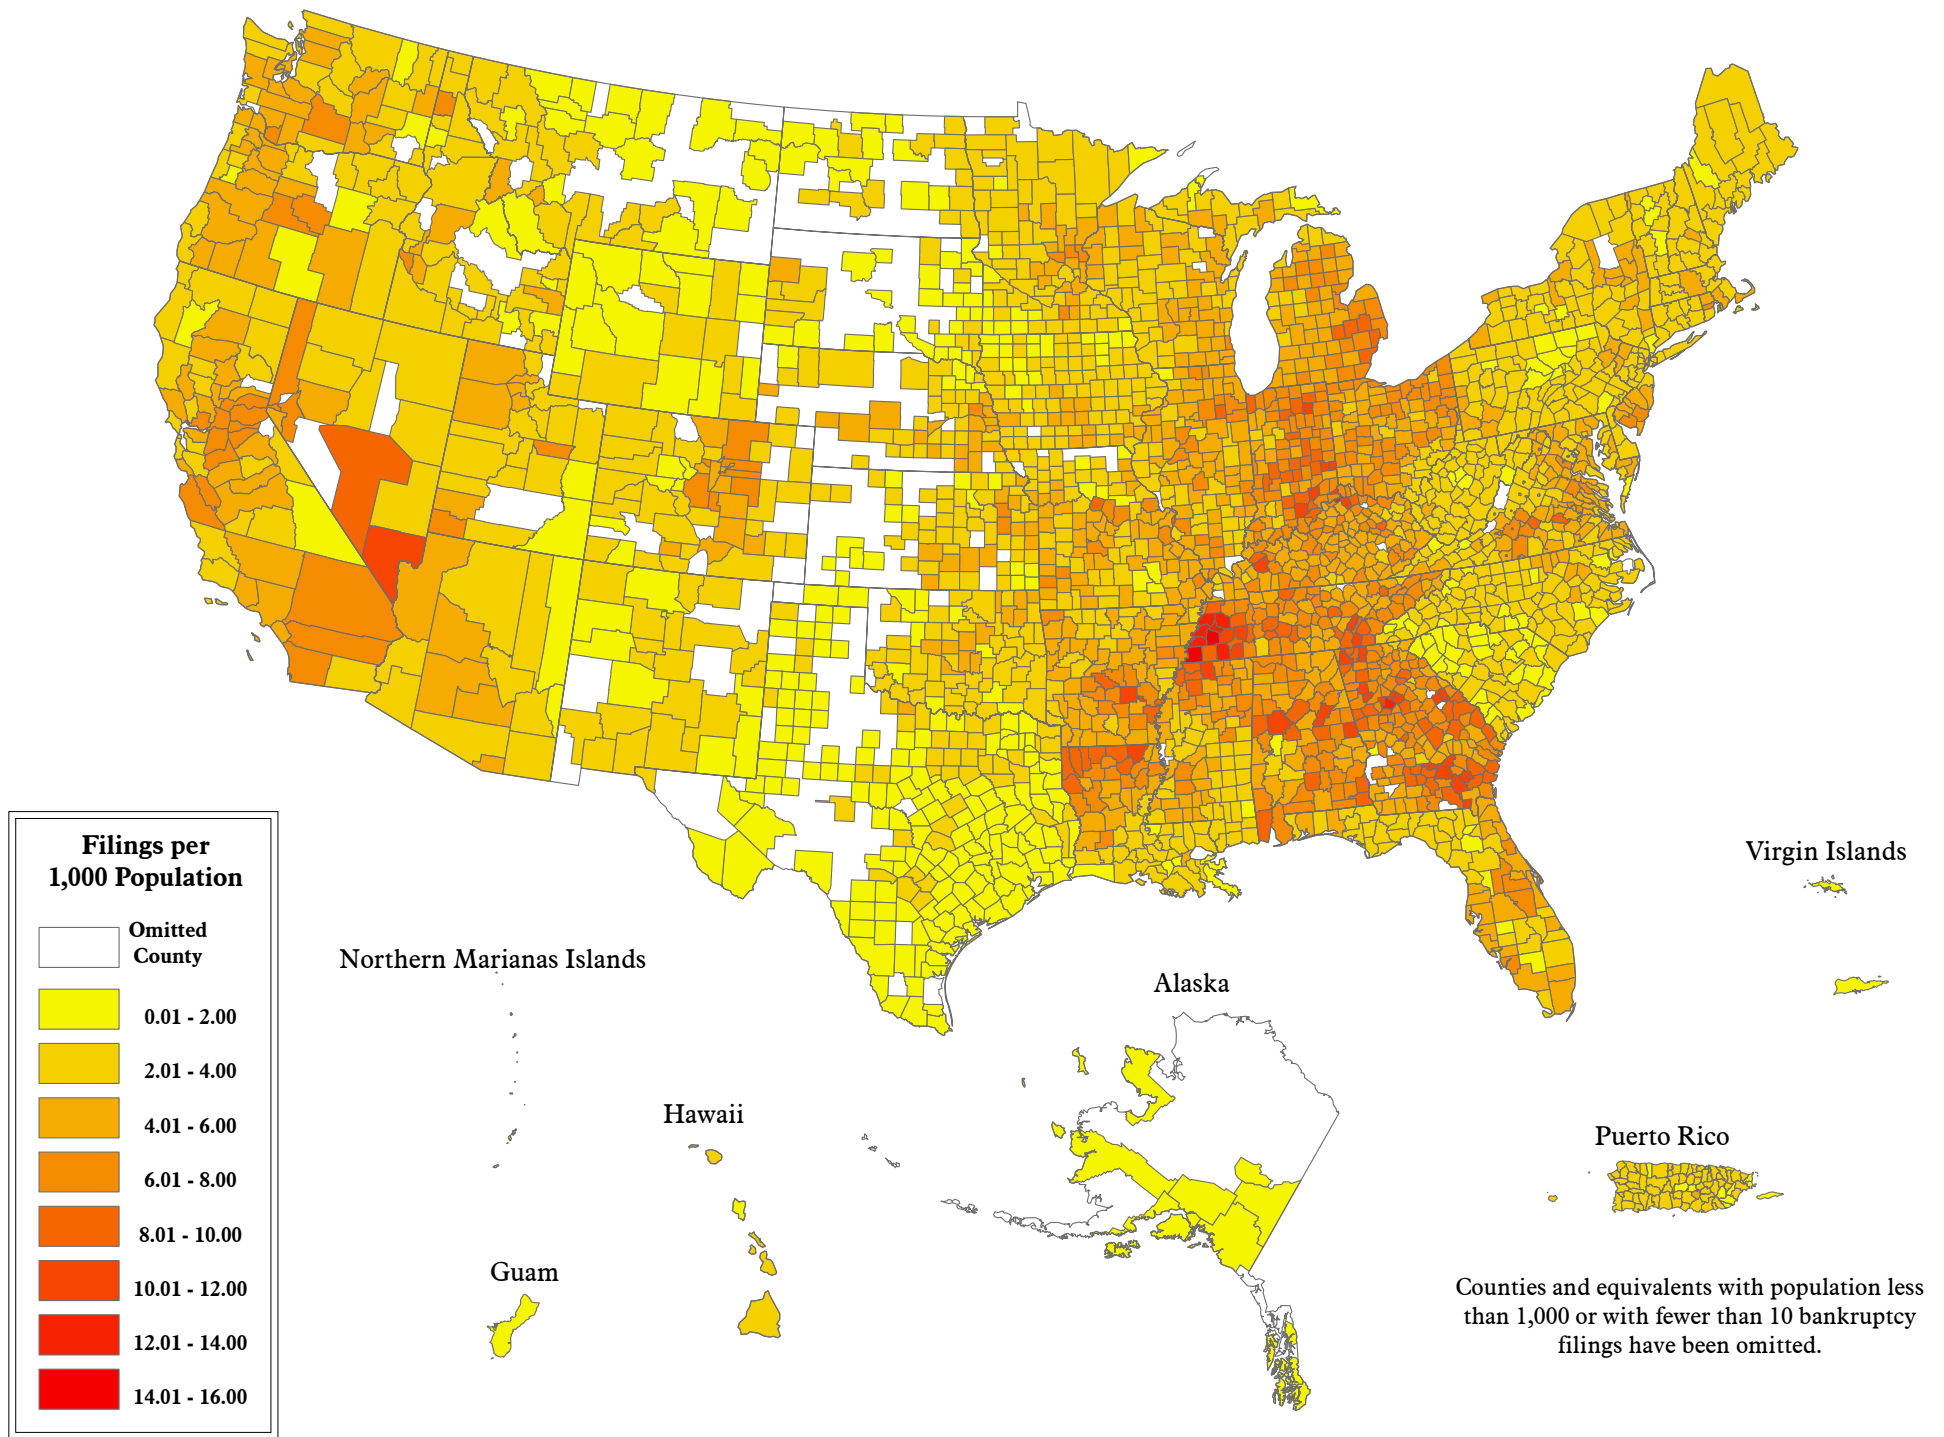 Filings per
1,000 Population
Omitted
County
0.01 - 2.00
2.01 - 4.00
4.01 - 6.00
6.01 - 8.00
8.01 - 10.00
10.01 - 12.00
12.01 - 14.00
14.01 - 16.00
Northern Marianas Islands
Guam
Hawaii
Alaska
Virgin Islands
Puerto Rico
Counties and equivalents with population less
than 1,000 or with fewer than 10 bankruptcy
filings have been omitted.